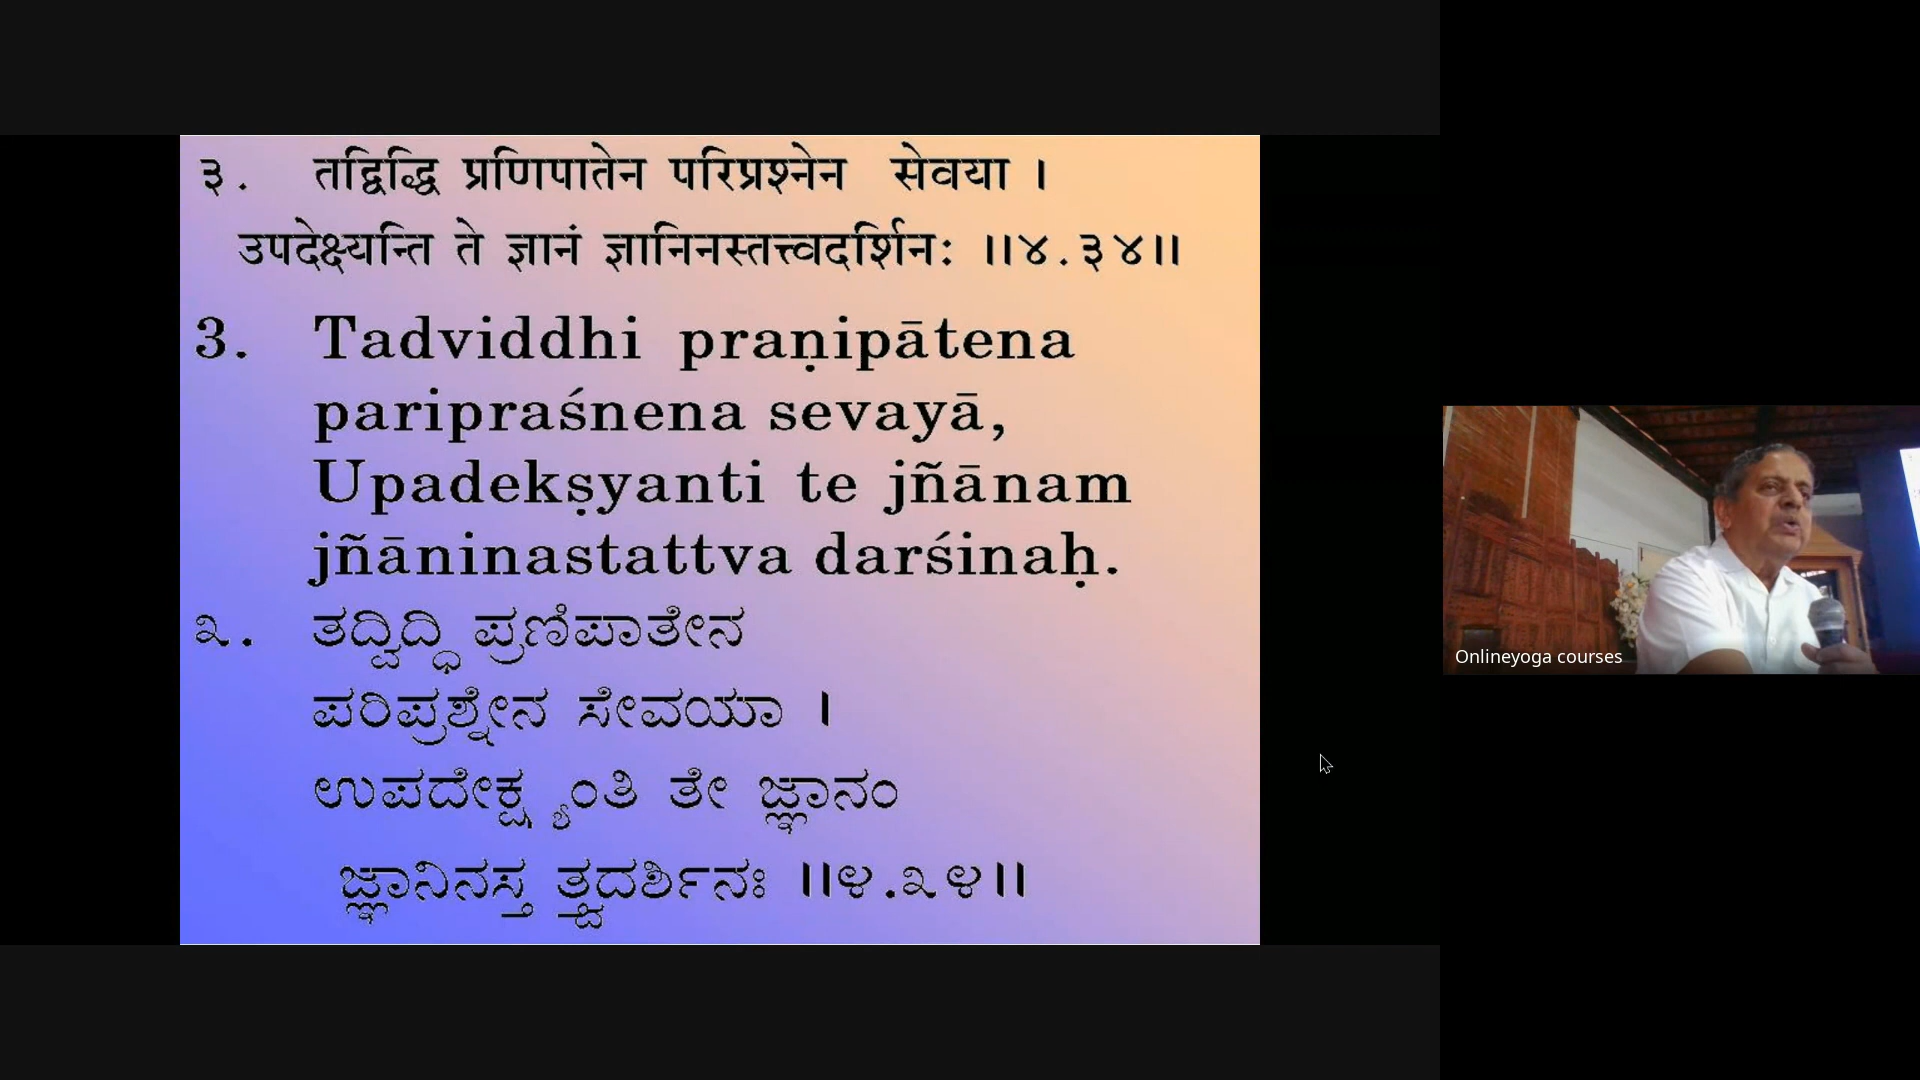 ३. तद्विद्धि प्रणिपातेन परिप्रश्नेन सेवया ।
उपदेक्ष्यन्ति ते ज्ञानं ज्ञानिनस्तत्त्वदर्शिनः ॥४.३४॥
3. Tadviddhi praṇipātena
paripraśnena sevayā,
Upadekṣyanti te jñānam
jñāninastattva darśinaḥ.
೩. ತದ್ವಿದ್ಧಿ ಪ್ರಣಿಪಾತೇನ
ಪರಿಪ್ರಶ್ನೇನ ಸೇವಯಾ ।
ಉಪದೇಕ್ಷ್ಯಂತಿ ತೇ ಜ್ಞಾನಂ
ಜ್ಞಾನಿನಸ್ತ ತ್ತ್ವದರ್ಶಿನಃ ॥೪.೩೪॥
Onlineyoga courses